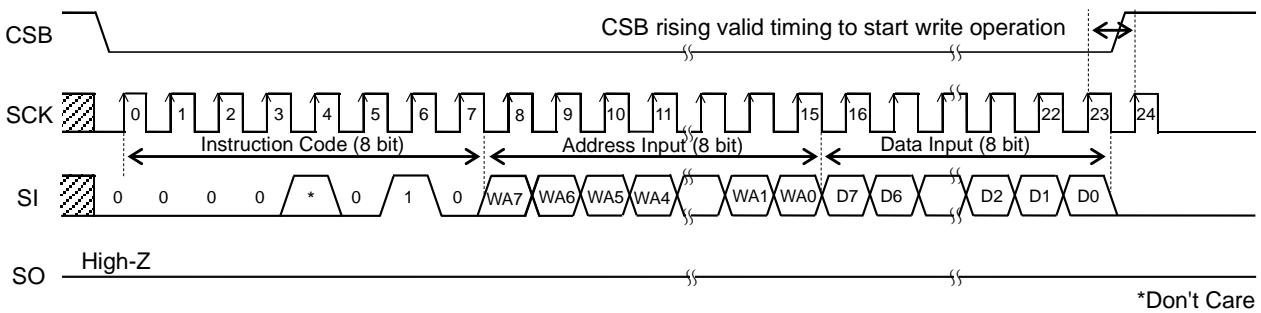 CSB rising valid timing to start write operation
CSB
SCK 0 1 2 3 4 5 6 7 8 9 10 11 15 16 22 23 24
Instruction Code (8 bit) Address Input (8 bit) Data Input (8 bit)
SI 0 0 0 0 * 0 1 0 WA7 WA6 WA5 WA4 WA1 WA0 D7 D6 D2 D1 D0
High-Z
SO
*Don't Care